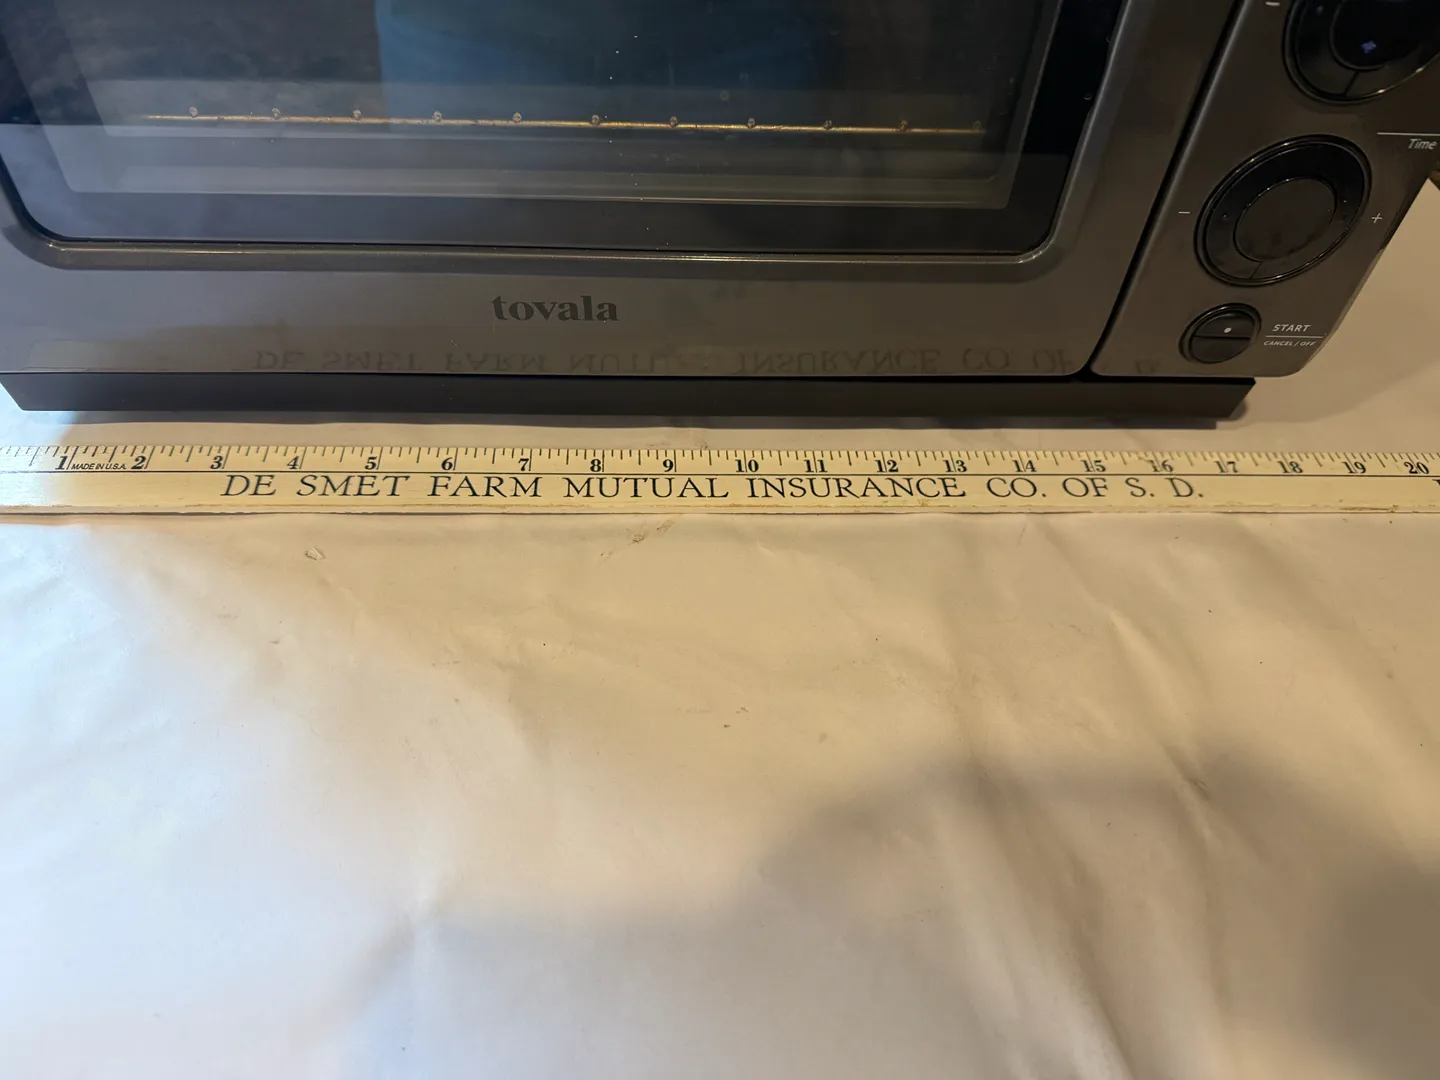 Time
− +
tovala
START
CANCEL / OFF
1 MADE IN U.S.A. 2 3 4 5 6 7 8 9 10 11 12 13 14 15 16 17 18 19 20
DE SMET FARM MUTUAL INSURANCE CO. OF S. D.